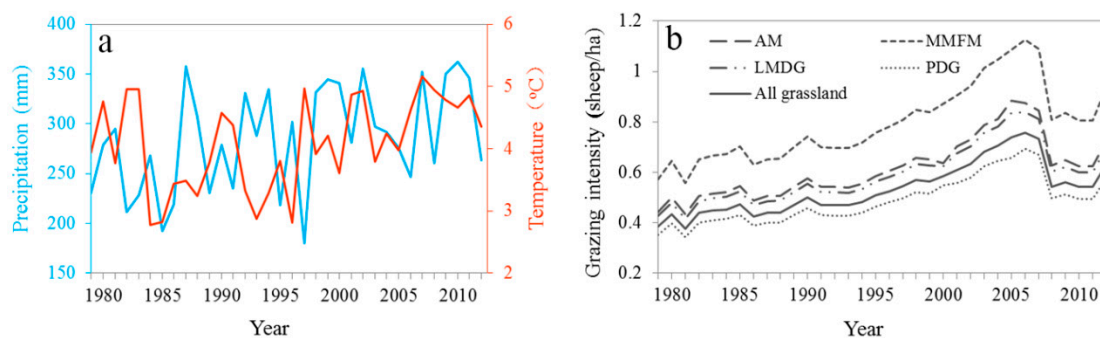 a
Precipitation (mm)
400
350
300
250
200
150
100
50
Temperature (°C)
6
5
4
3
2
1980 1985 1990 1995 2000 2005 2010
Year
b
Grazing intensity (sheep/ha)
1.2
1
0.8
0.6
0.4
0.2
AM MMFM
LMDG PDG
All grassland
1980 1985 1990 1995 2000 2005 2010
Year